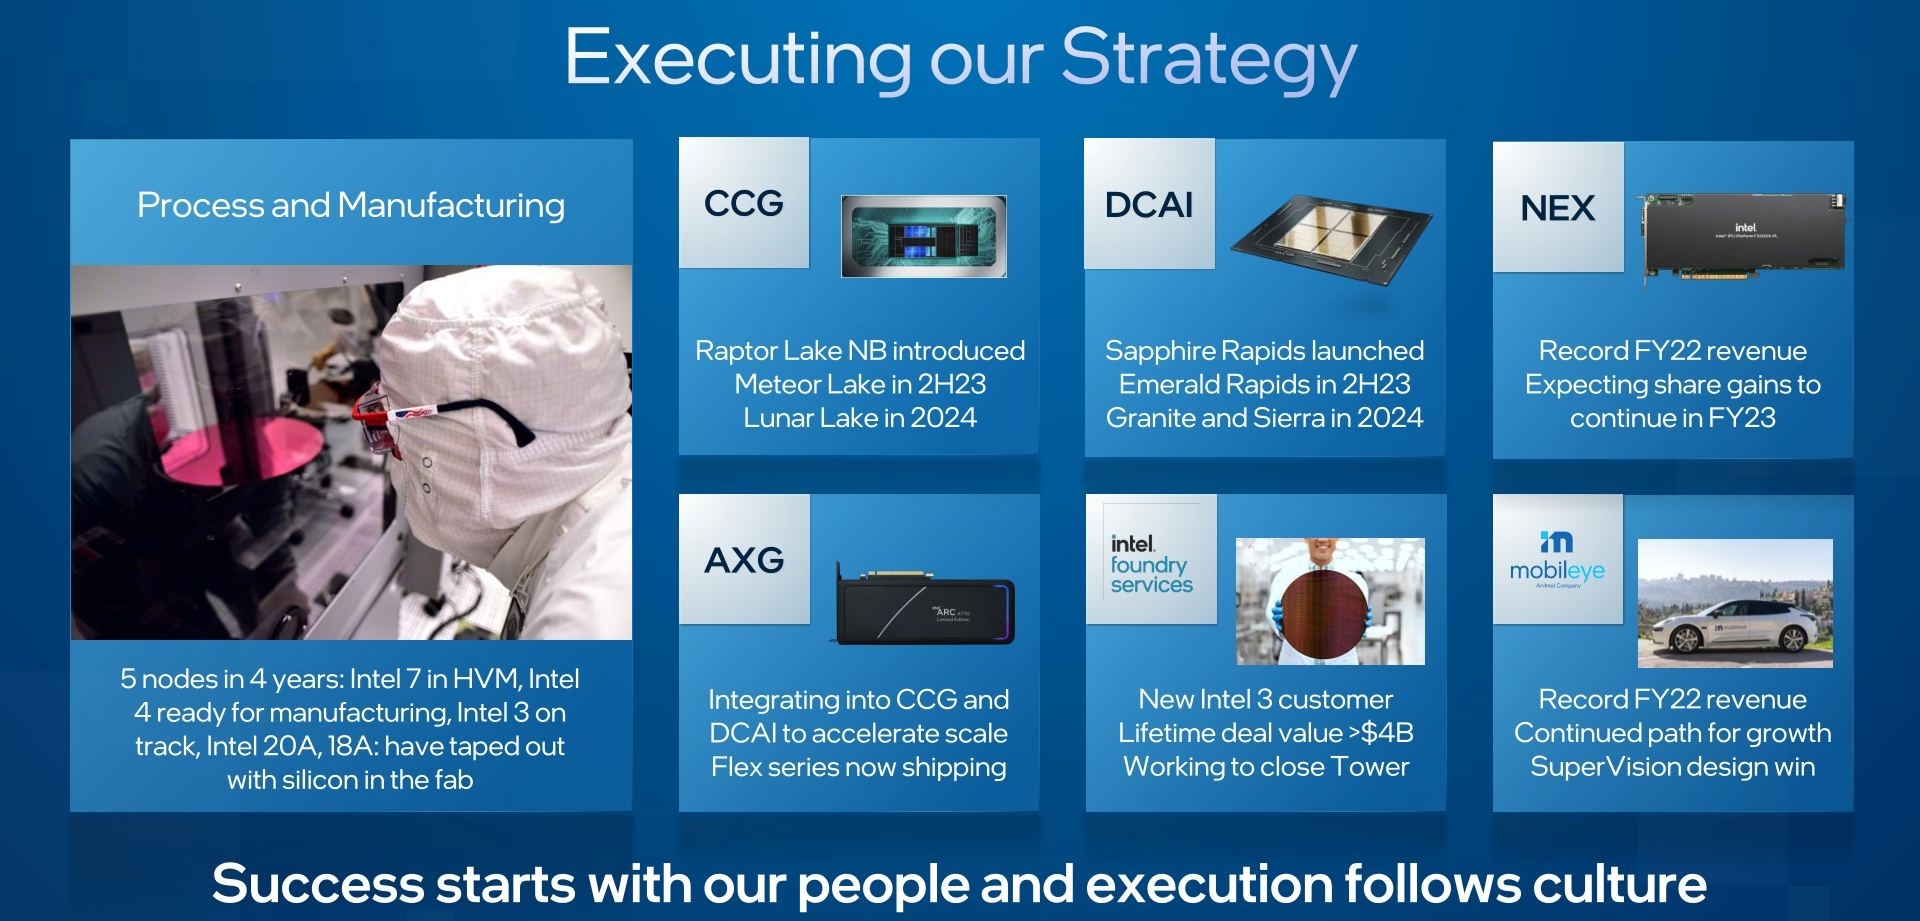 Executing our Strategy
Process and Manufacturing
5 nodes in 4 years: Intel 7 in HVM, Intel
4 ready for manufacturing, Intel 3 on
track, Intel 20A, 18A: have taped out
with silicon in the fab
CCG
Raptor Lake NB introduced
Meteor Lake in 2H23
Lunar Lake in 2024
DCAI
Sapphire Rapids launched
Emerald Rapids in 2H23
Granite and Sierra in 2024
NEX
intel.
Record FY22 revenue
Expecting share gains to
continue in FY23
AXG
intel
ARC A770
Limited Edition
Integrating into CCG and
DCAI to accelerate scale
Flex series now shipping
intel.
foundry
services
New Intel 3 customer
Lifetime deal value >$4B
Working to close Tower
mobileye
An Intel Company
mobileye
Record FY22 revenue
Continued path for growth
SuperVision design win
Success starts with our people and execution follows culture